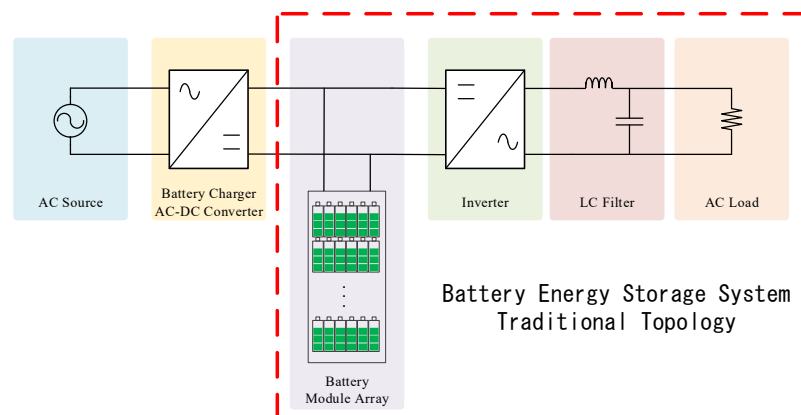 AC Source
Battery Charger
AC-DC Converter
Inverter
LC Filter
AC Load
Battery Energy Storage System
Traditional Topology
Battery
Module Array